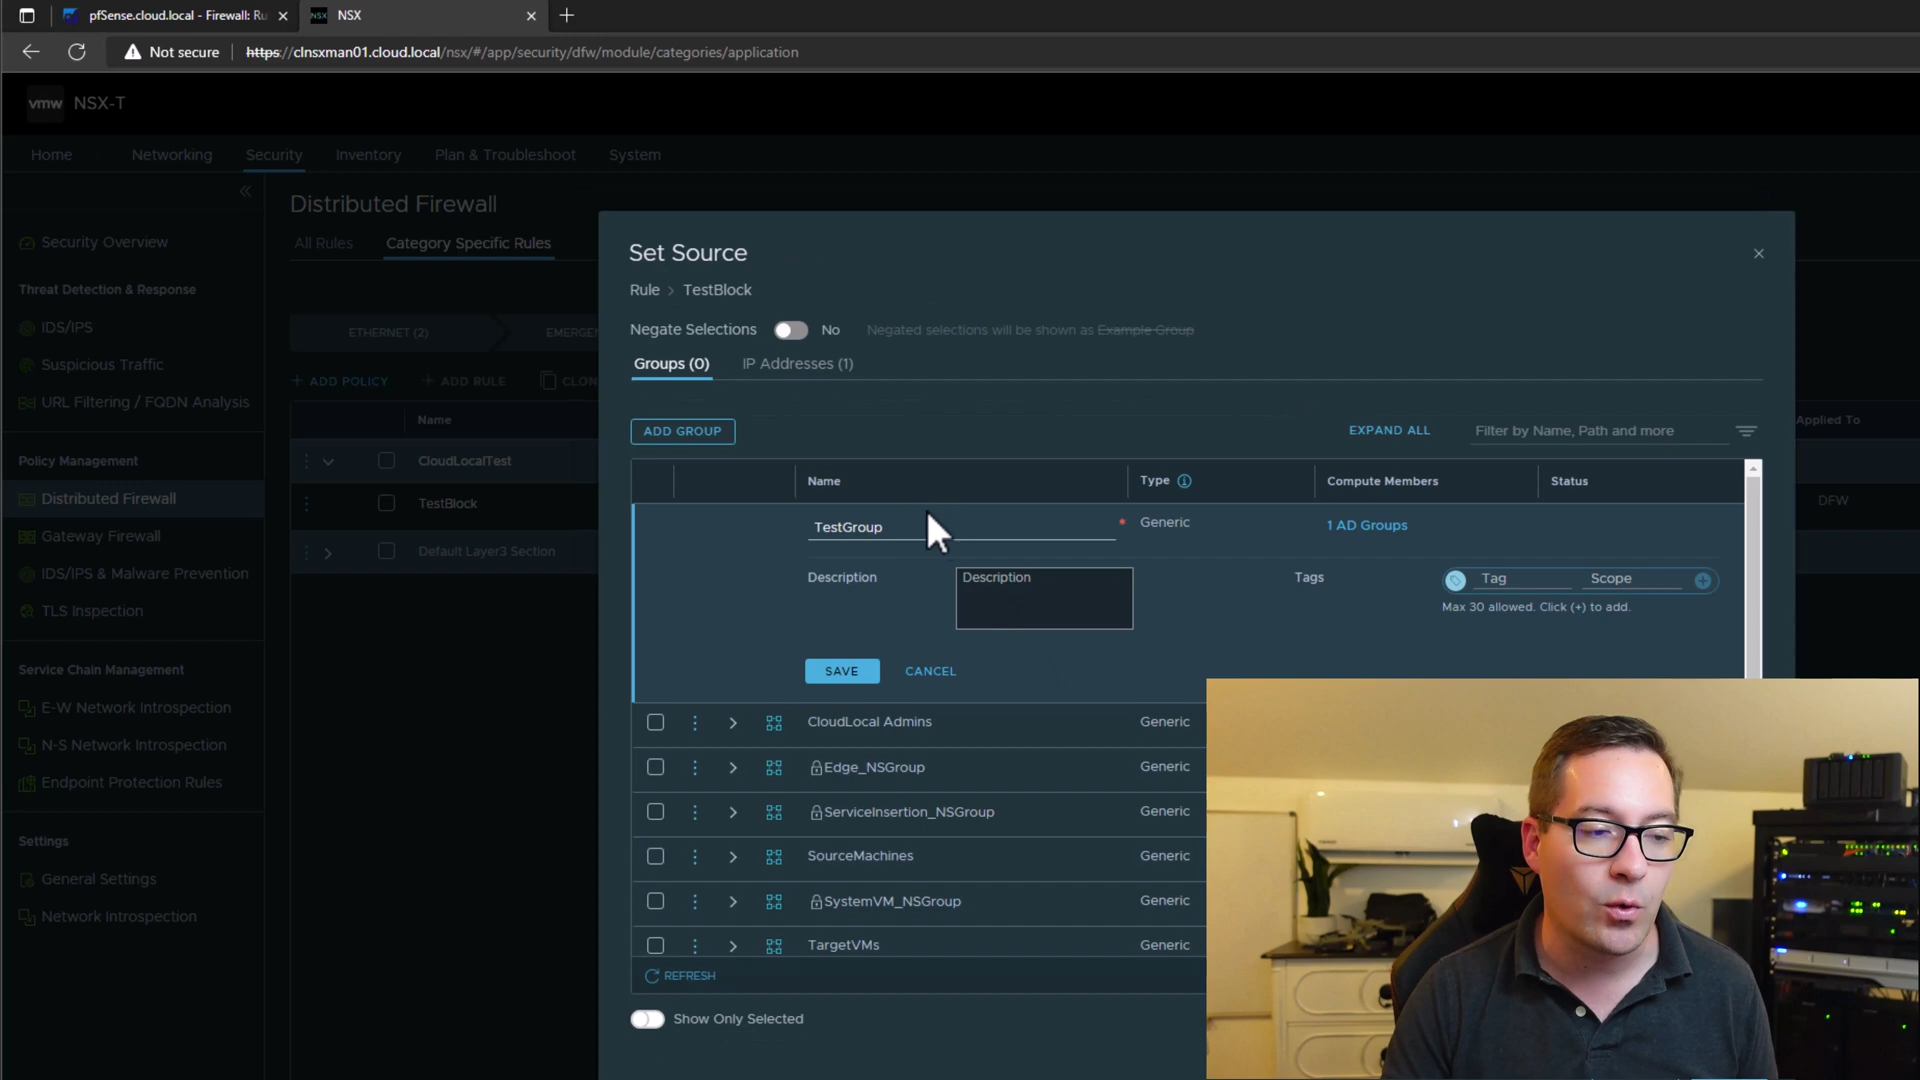 pfSense.cloud.local - Firewall: Ru
NSX NSX
Not secure https://clnsxman01.cloud.local/nsx/#/app/security/dfw/module/categories/application
vmw NSX-T
Home Networking Security Inventory Plan & Troubleshoot System
Security Overview
Threat Detection & Response
IDS/IPS
Suspicious Traffic
URL Filtering / FQDN Analysis
Policy Management
Distributed Firewall
Gateway Firewall
IDS/IPS & Malware Prevention
TLS Inspection
Service Chain Management
E-W Network Introspection
N-S Network Introspection
Endpoint Protection Rules
Settings
General Settings
Network Introspection
Distributed Firewall
All Rules Category Specific Rules
ETHERNET (2) EMERGEN
+ ADD POLICY + ADD RULE CLON
Name
CloudLocalTest
TestBlock
Default Layer3 Section
Applied To
DFW
Set Source
Rule > TestBlock
Negate Selections No Negated selections will be shown as Example Group
Groups (0) IP Addresses (1)
ADD GROUP EXPAND ALL Filter by Name, Path and more
Name Type Compute Members Status
TestGroup * Generic 1 AD Groups
Description Description Tags Tag Scope
Max 30 allowed. Click (+) to add.
SAVE CANCEL
CloudLocal Admins Generic
Edge_NSGroup Generic
ServiceInsertion_NSGroup Generic
SourceMachines Generic
SystemVM_NSGroup Generic
TargetVMs Generic
REFRESH
Show Only Selected